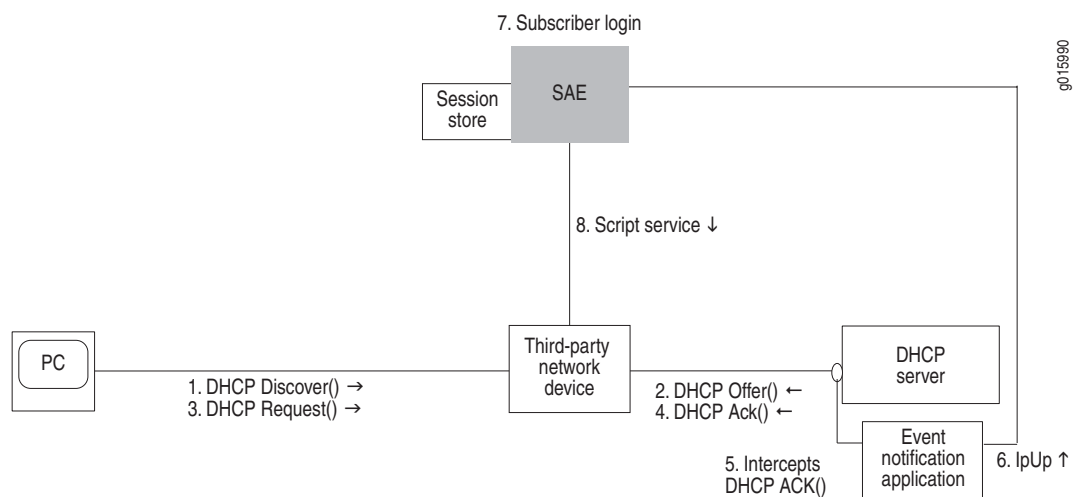 7. Subscriber login
g015990
Session
store
SAE
8. Script service ↓
PC
1. DHCP Discover() →
3. DHCP Request() →
Third-party
network
device
2. DHCP Offer() ←
4. DHCP Ack() ←
DHCP
server
5. Intercepts
DHCP ACK()
Event
notification
application
6. IpUp ↑